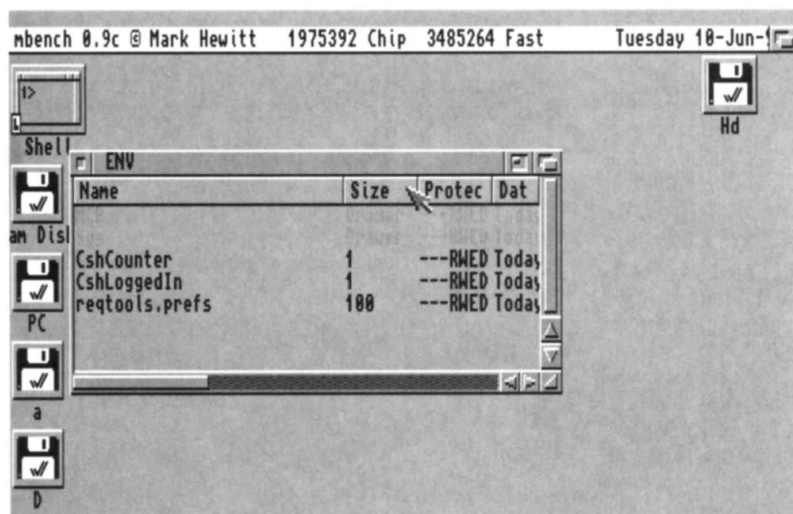 mbench 0.9c © Mark Hewitt 1975392 Chip 3485264 Fast Tuesday 10-Jun-
Hd
1>
Shell
ENV
Name Size Protec Dat
am Disk
CshCounter 1 ---RWED Today
CshLoggedIn 1 ---RWED Today
reqtools.prefs 100 ---RWED Today
PC
a
D